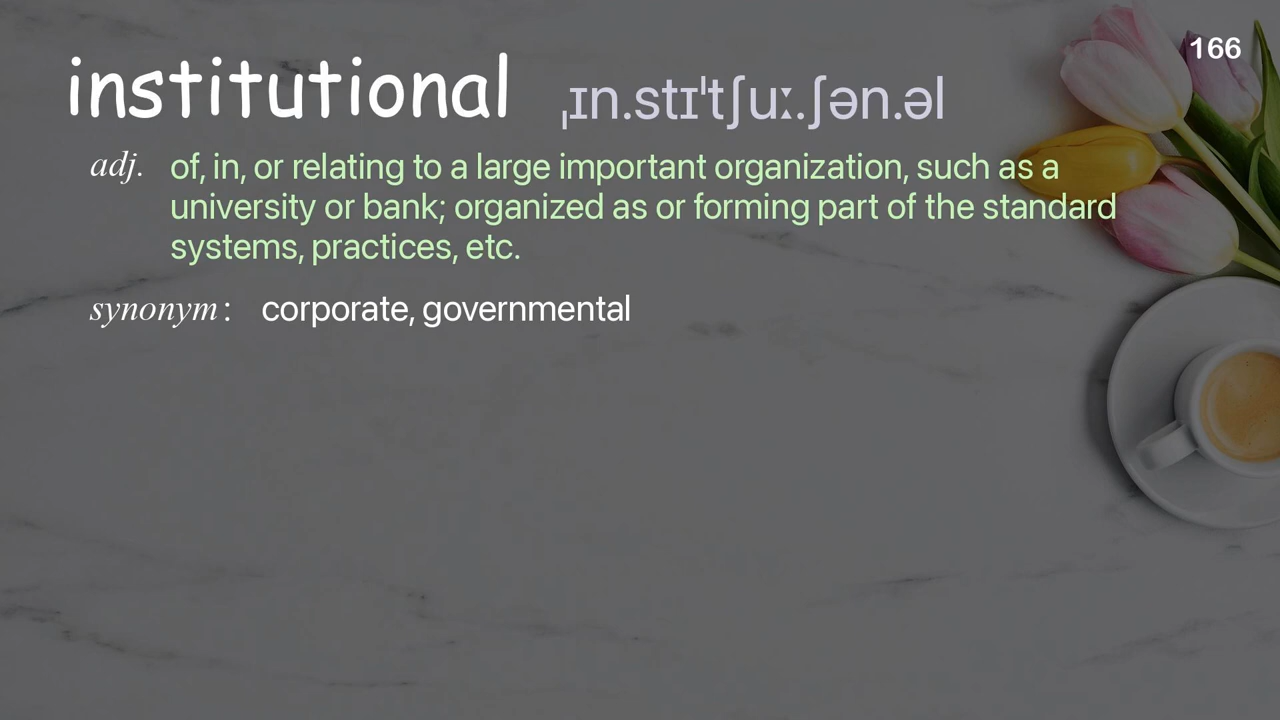 166
institutional ˌɪn.stɪˈtʃuː.ʃən.əl
adj. of, in, or relating to a large important organization, such as a
university or bank; organized as or forming part of the standard
systems, practices, etc.
synonym: corporate, governmental